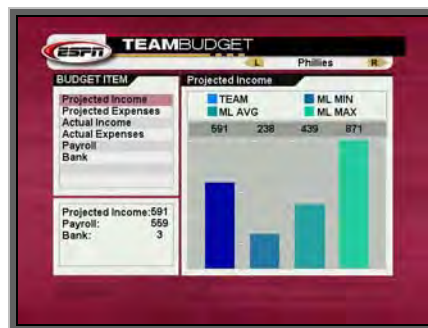 ESPN
TEAMBUDGET
L Phillies R
BUDGET ITEM
Projected Income
Projected Expenses
Actual Income
Actual Expenses
Payroll
Bank
Projected Income:591
Payroll: 559
Bank: 3
Projected Income
TEAM ML MIN
ML AVG ML MAX
591 238 439 871